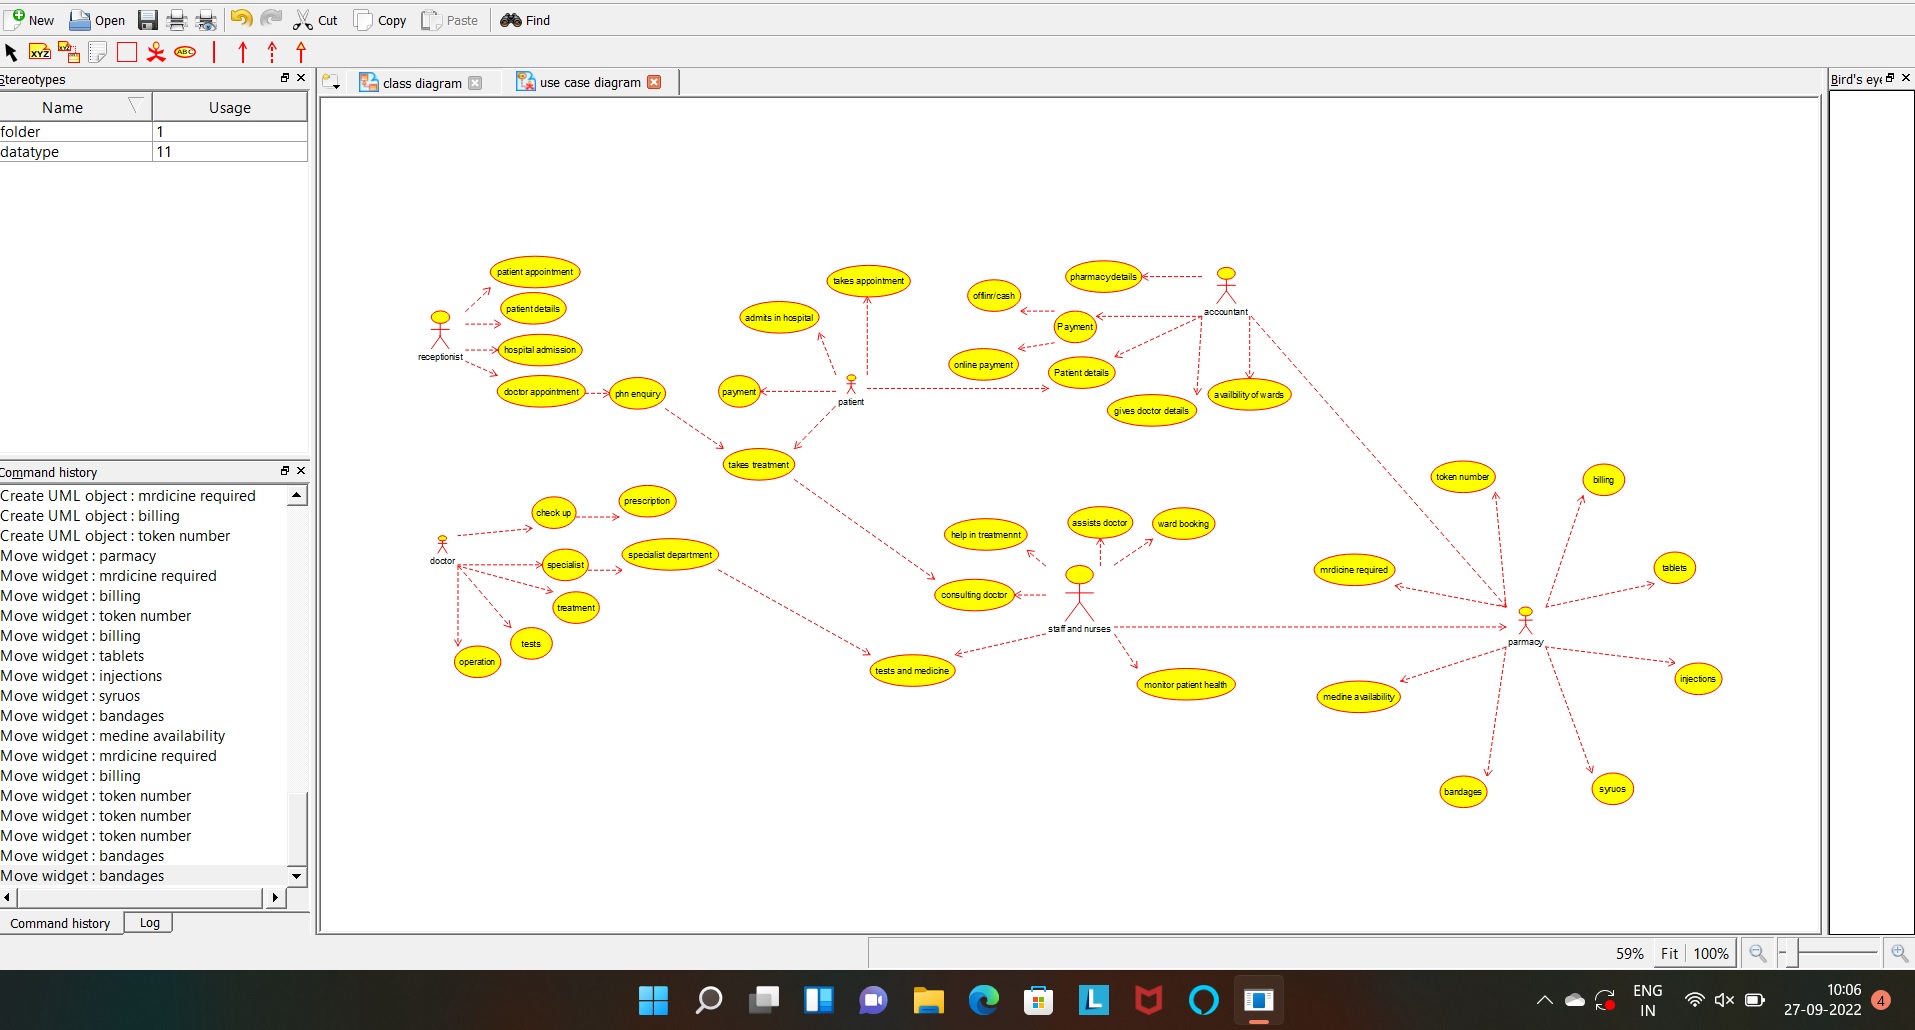 New Open Cut Copy Paste Find
XYZ XYZ ABC
Stereotypes
Name Usage
folder 1
datatype 11
class diagram use case diagram
Bird's eye
Command history
Create UML object : mrdicine required
Create UML object : billing
Create UML object : token number
Move widget : parmacy
Move widget : mrdicine required
Move widget : billing
Move widget : token number
Move widget : billing
Move widget : tablets
Move widget : injections
Move widget : syruos
Move widget : bandages
Move widget : medine availability
Move widget : mrdicine required
Move widget : billing
Move widget : token number
Move widget : token number
Move widget : token number
Move widget : bandages
Move widget : bandages
Command history Log
patient appointment
patient details
receptionist
hospital admission
doctor appointment
phn enquiry
takes appointment
admits in hospital
payment
patient
takes treatment
pharmacydetails
offlinr/cash
accountant
Payment
online payment
Patient details
gives doctor details
availbility of wards
check up
prescription
doctor
specialist
specialist department
treatment
tests
operation
help in treatmennt
assists doctor
ward booking
consulting doctor
staff and nurses
tests and medicine
monitor patient health
token number
billing
mrdicine required
tablets
parmacy
medine availability
injections
bandages
syruos
59% Fit 100%
ENG
IN
10:06
27-09-2022
4